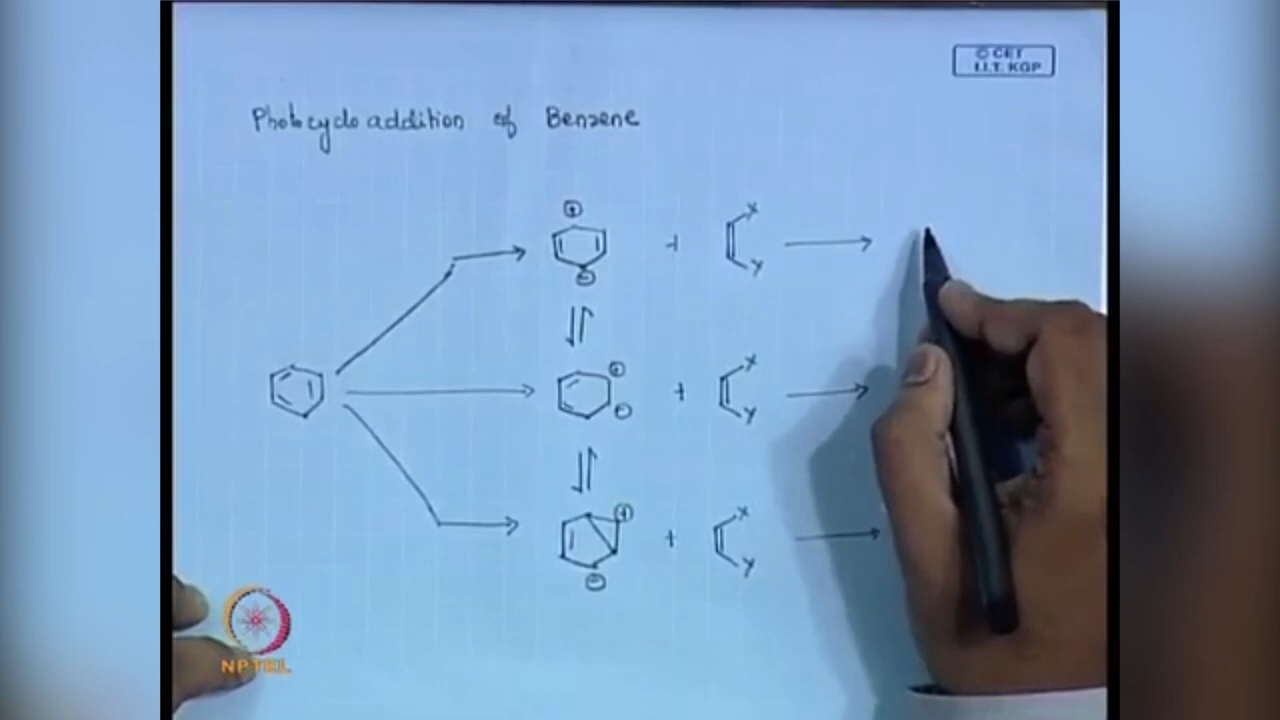 © CET
I.I.T. KGP
Photocycloaddition of Benzene
⊕
⊖
+
X
Y
⊕
⊖
+
X
Y
⊕
⊖
+
X
Y
NPTEL